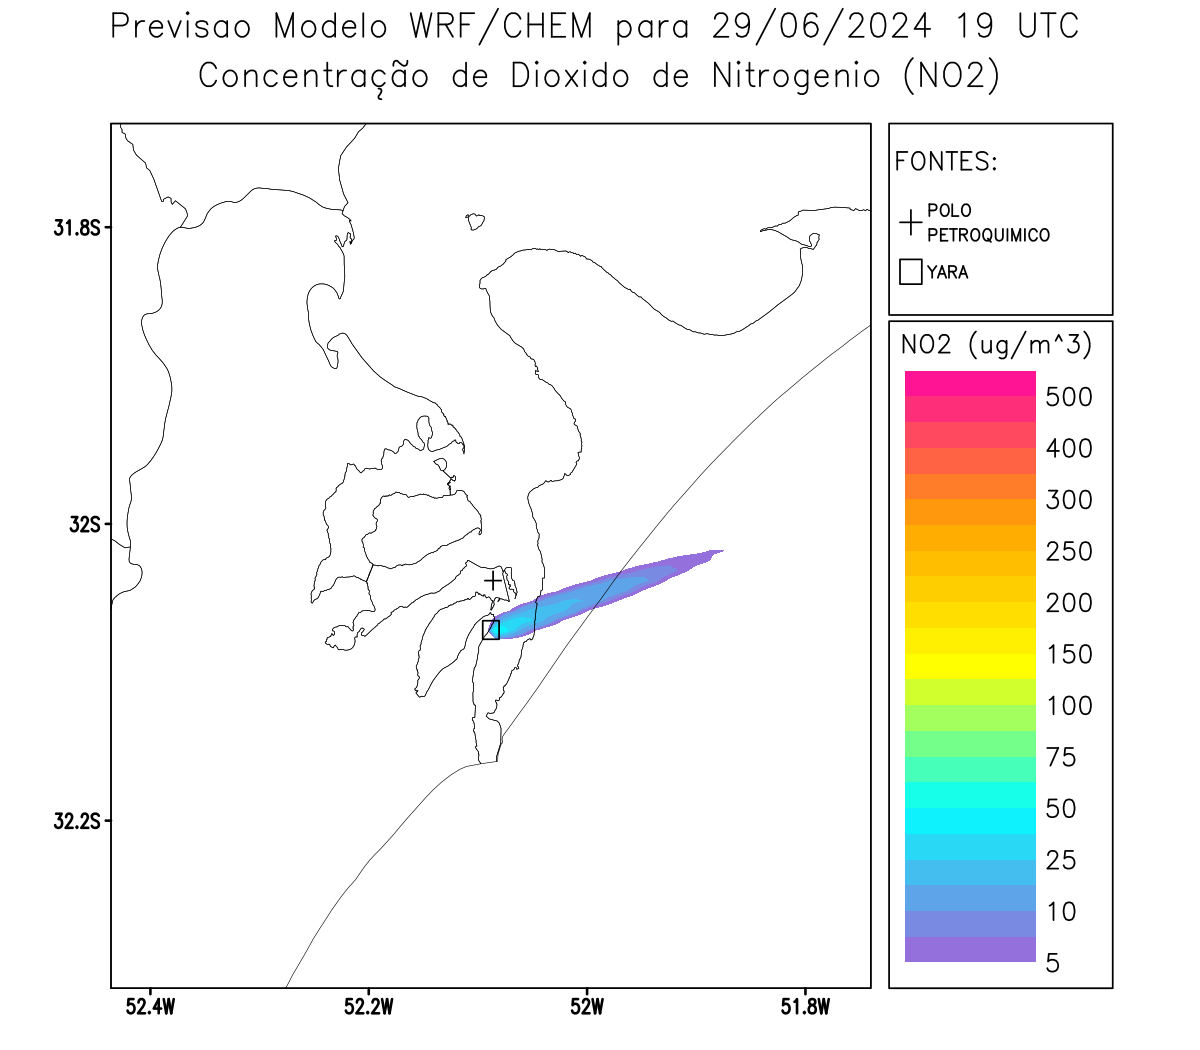 Previsao Modelo WRF/CHEM para 29/06/2024 19 UTC
Concentração de Dioxido de Nitrogenio (NO2)
FONTES:
POLO
PETROQUIMICO
YARA
NO2 (ug/m^3)
500
400
300
250
200
150
100
75
50
25
10
5
31.8S
32S
32.2S
52.4W
52.2W
52W
51.8W